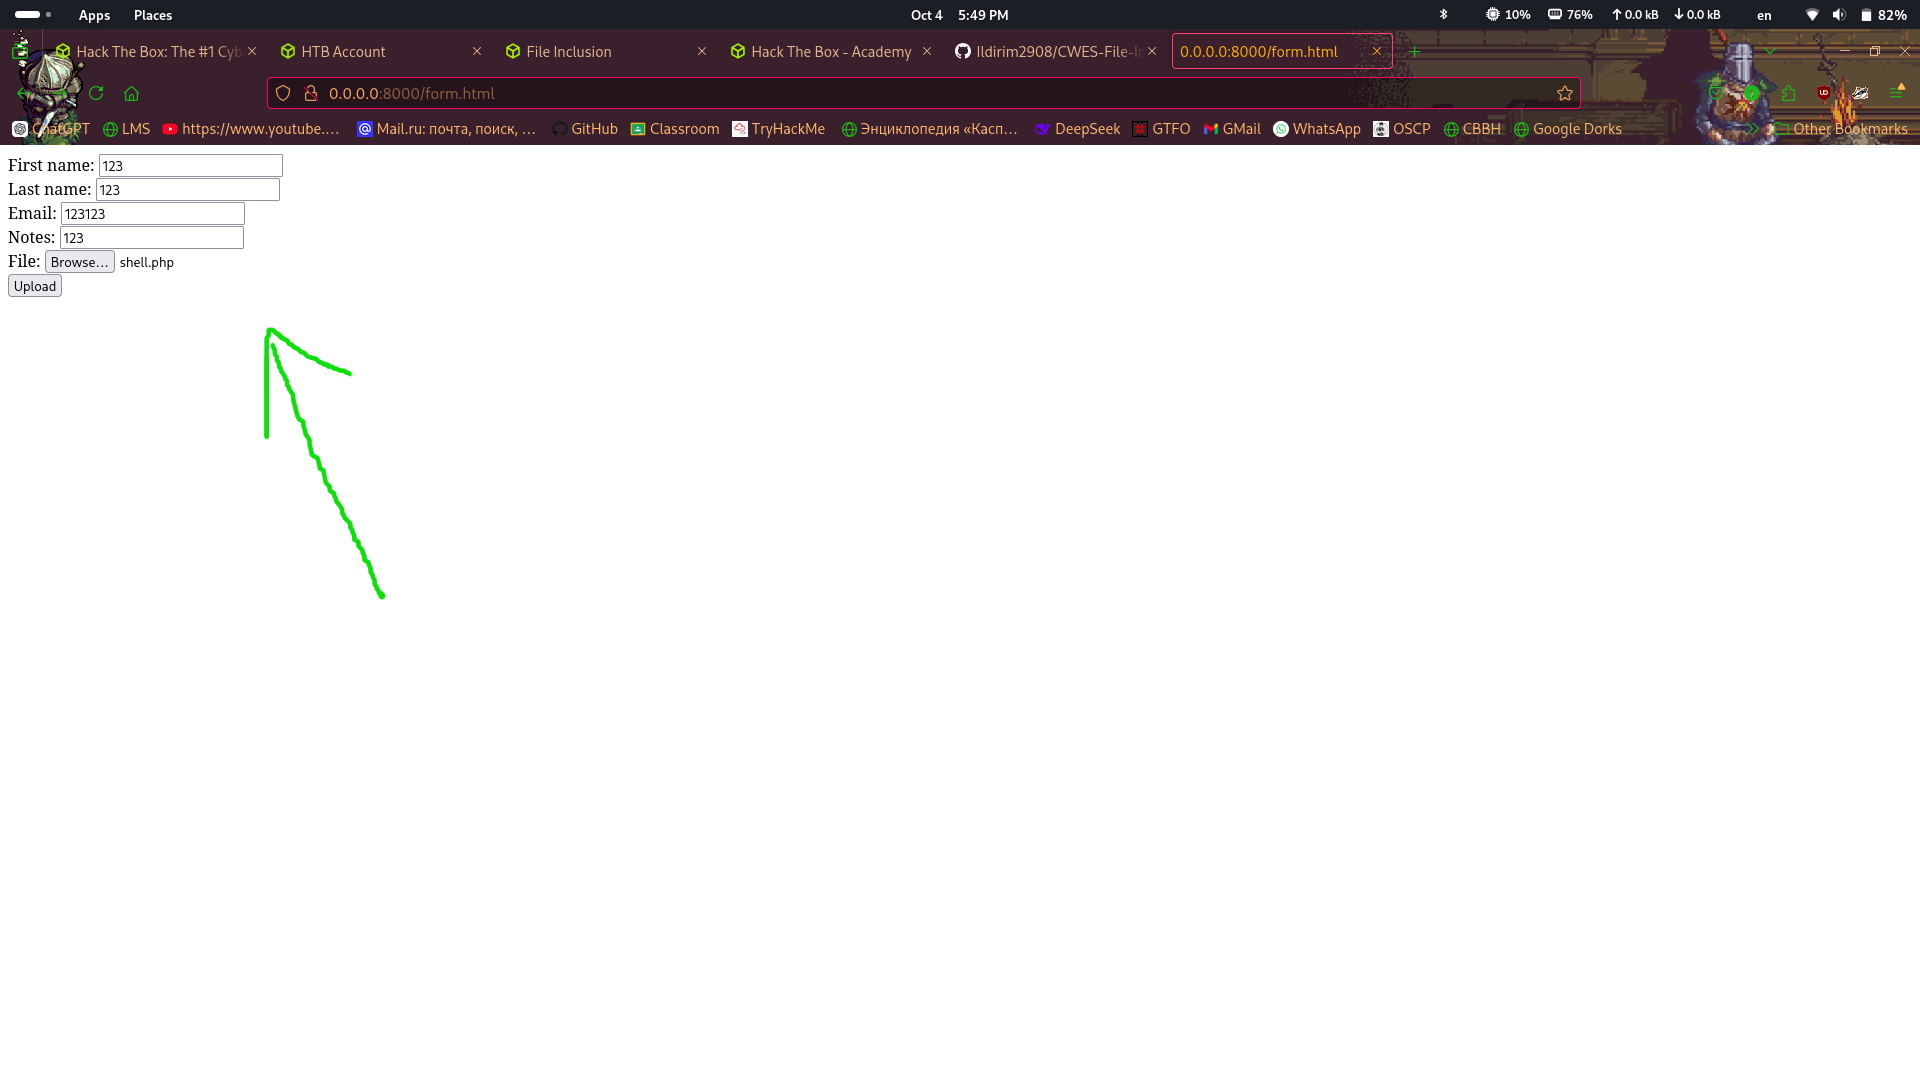 Apps Places Oct 4 5:49 PM 10% 76% 0.0 kB 0.0 kB en 82%
Hack The Box: The #1 Cyb HTB Account File Inclusion Hack The Box - Academy Ildirim2908/CWES-File-In 0.0.0.0:8000/form.html
0.0.0.0:8000/form.html
ChatGPT LMS https://www.youtube.… Mail.ru: почта, поиск, … GitHub Classroom TryHackMe Энциклопедия «Касп… DeepSeek GTFO GMail WhatsApp OSCP CBBH Google Dorks Other Bookmarks
First name: 123
Last name: 123
Email: 123123
Notes: 123
File: Browse… shell.php
Upload